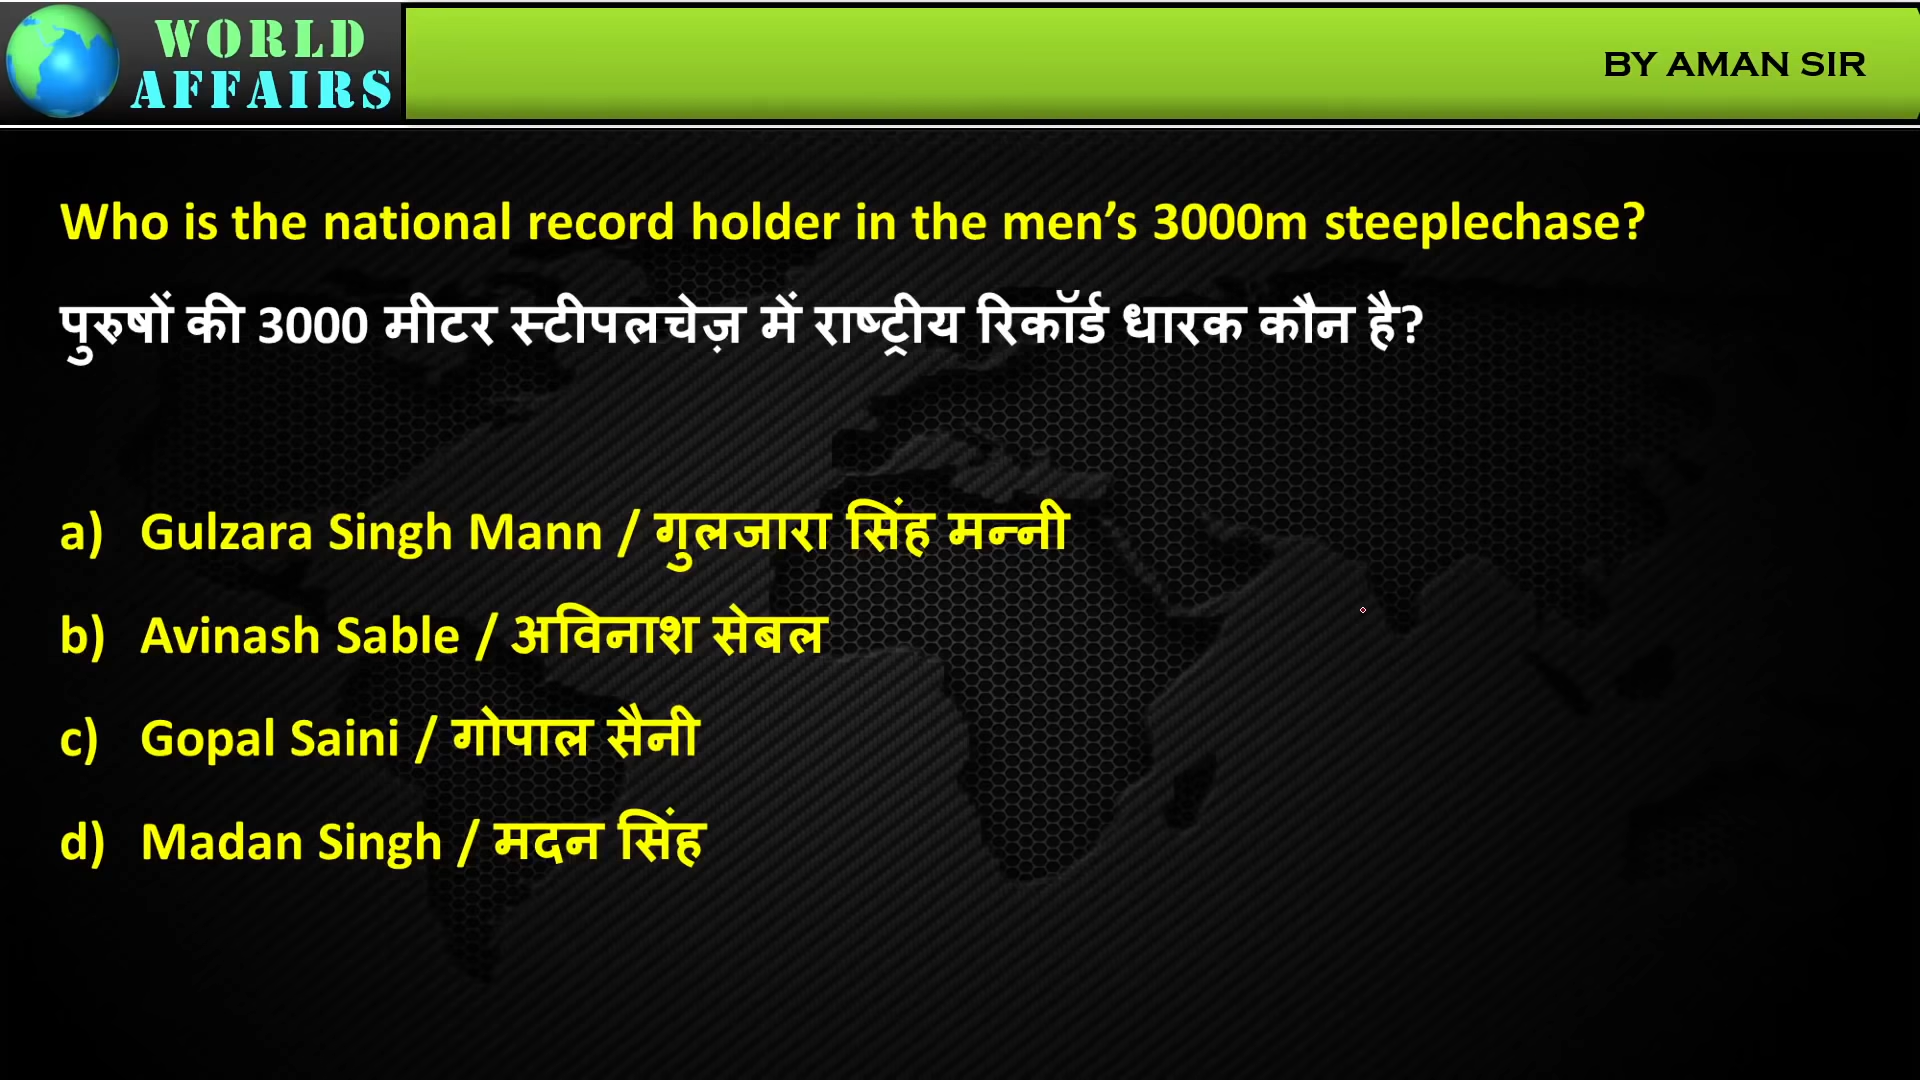 WORLD
AFFAIRS
BY AMAN SIR
Who is the national record holder in the men’s 3000m steeplechase?
पुरुषों की 3000 मीटर स्टीपलचेज़ में राष्ट्रीय रिकॉर्ड धारक कौन है?
a) Gulzara Singh Mann / गुलजारा सिंह मन्नी
b) Avinash Sable / अविनाश सेबल
c) Gopal Saini / गोपाल सैनी
d) Madan Singh / मदन सिंह